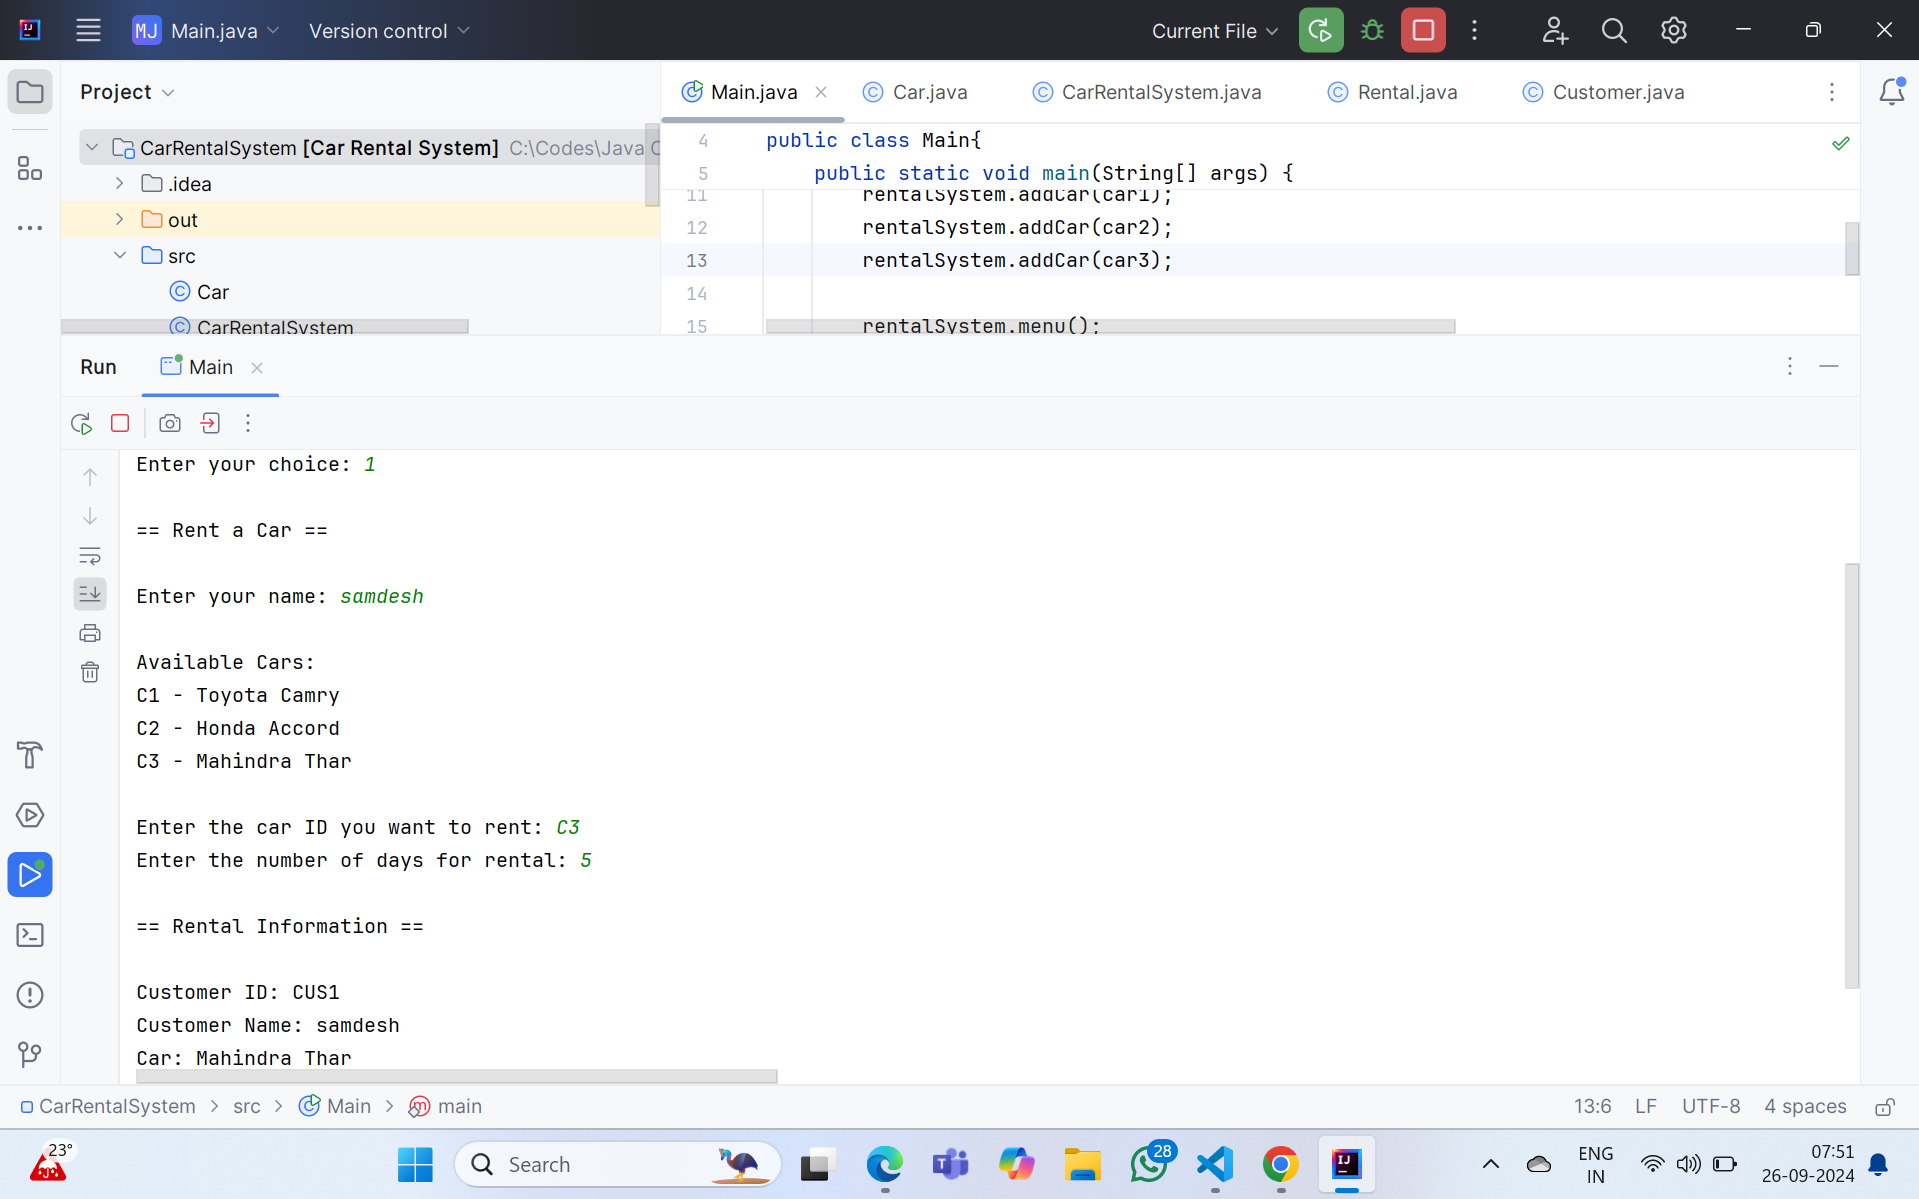 MJ Main.java Version control Current File
Project
Main.java Car.java CarRentalSystem.java Rental.java Customer.java
CarRentalSystem [Car Rental System] C:\Codes\Java C
.idea
out
src
Car
CarRentalSystem
4 public class Main{
5 public static void main(String[] args) {
11 rentalSystem.addCar(car1);
12 rentalSystem.addCar(car2);
13 rentalSystem.addCar(car3);
14
15 rentalSystem.menu();
Run Main
Enter your choice: 1
== Rent a Car ==
Enter your name: samdesh
Available Cars:
C1 - Toyota Camry
C2 - Honda Accord
C3 - Mahindra Thar
Enter the car ID you want to rent: C3
Enter the number of days for rental: 5
== Rental Information ==
Customer ID: CUS1
Customer Name: samdesh
Car: Mahindra Thar
CarRentalSystem > src > Main > main 13:6 LF UTF-8 4 spaces
23° Search 28 ENG 07:51
IN 26-09-2024